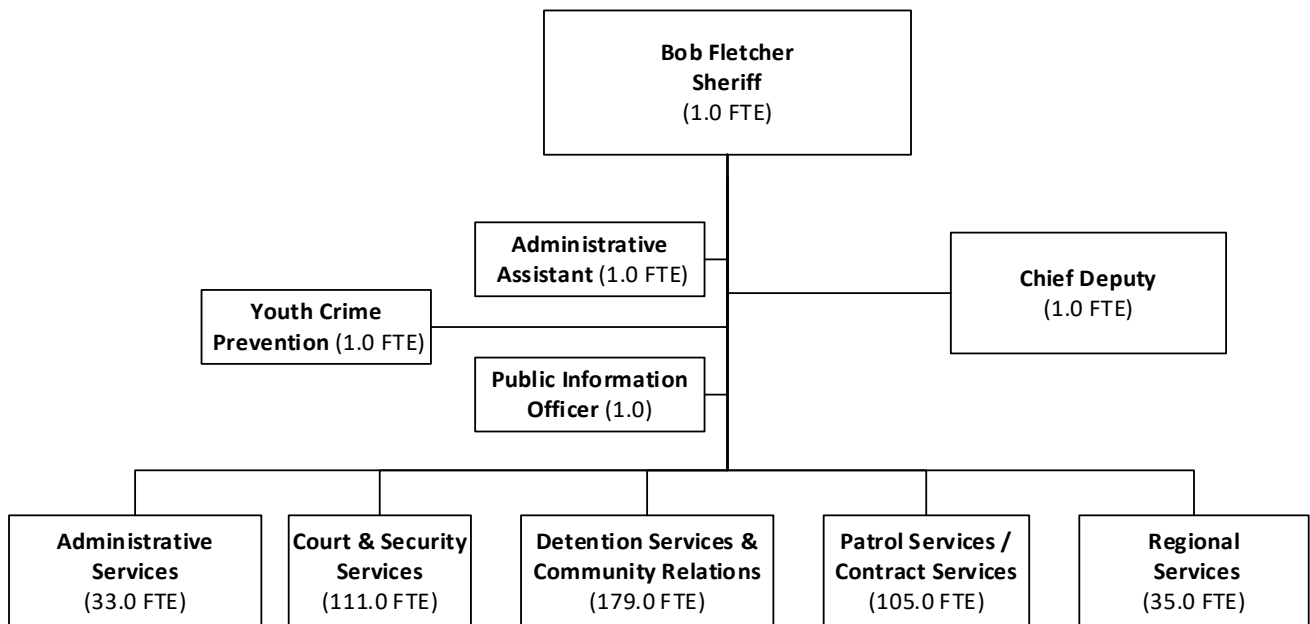 Bob Fletcher
Sheriff
(1.0 FTE)
Administrative
Assistant (1.0 FTE)
Chief Deputy
(1.0 FTE)
Youth Crime
Prevention (1.0 FTE)
Public Information
Officer (1.0)
Administrative
Services
(33.0 FTE)
Court & Security
Services
(111.0 FTE)
Detention Services &
Community Relations
(179.0 FTE)
Patrol Services /
Contract Services
(105.0 FTE)
Regional
Services
(35.0 FTE)